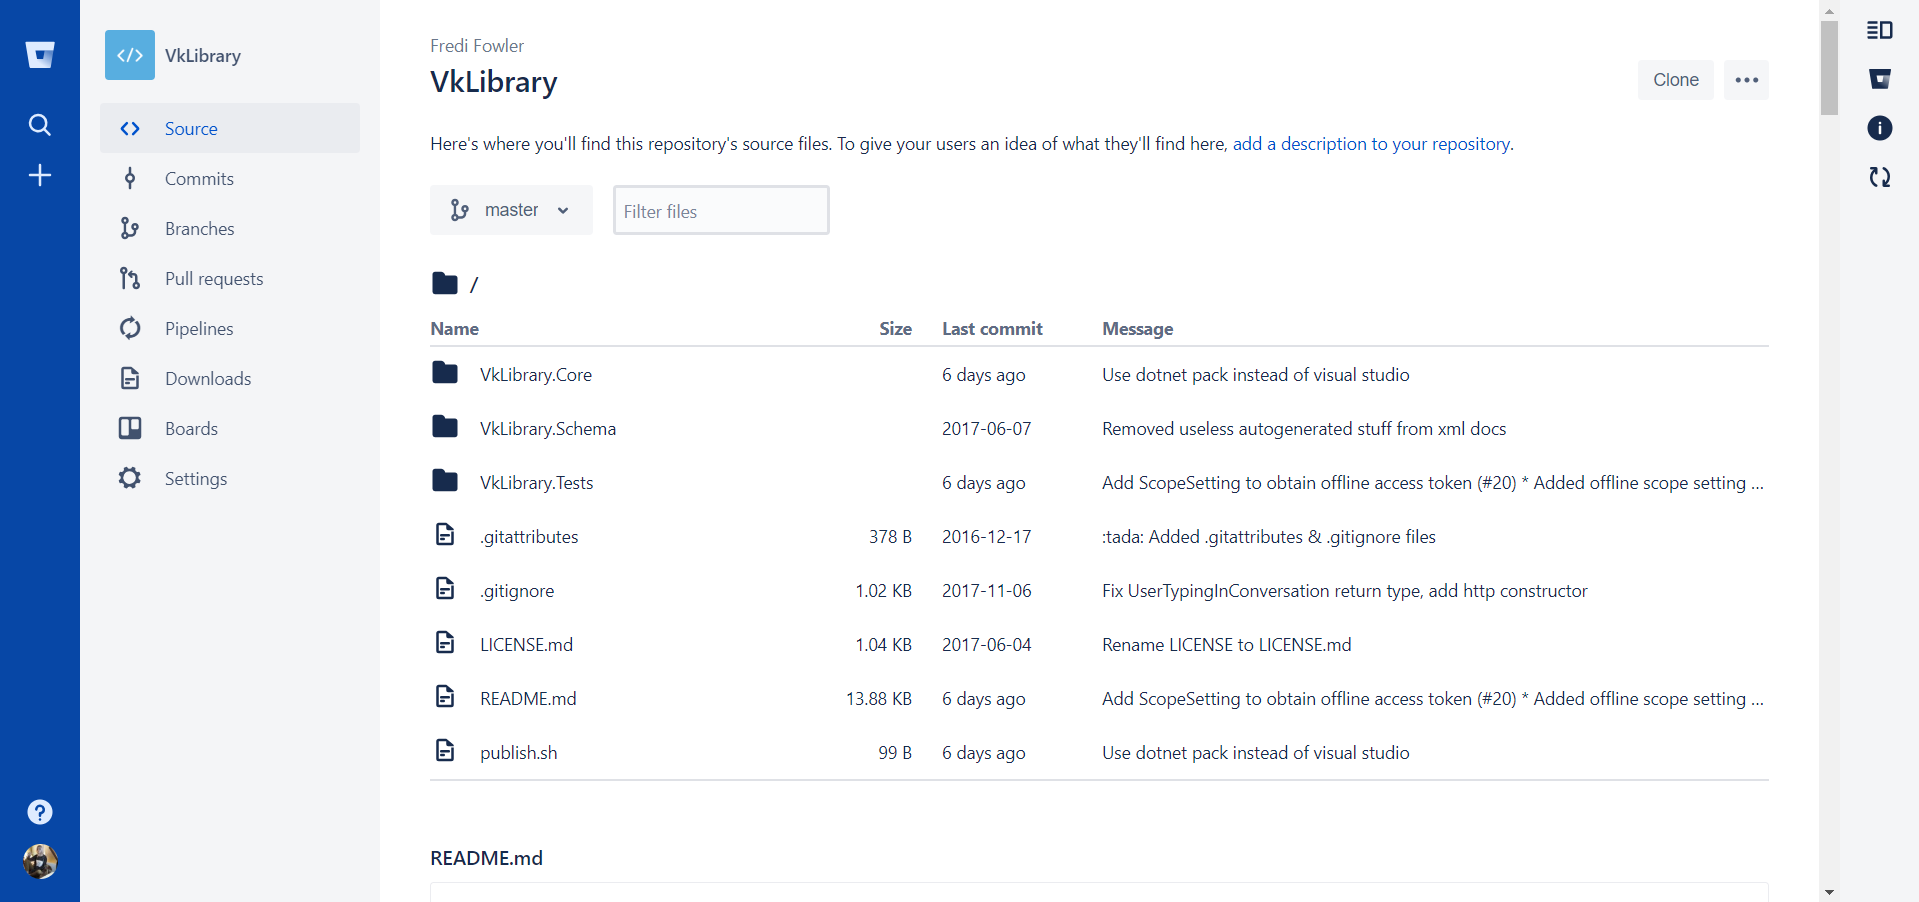 VkLibrary
Source
Commits
Branches
Pull requests
Pipelines
Downloads
Boards
Settings
Fredi Fowler
VkLibrary
Clone
Here's where you'll find this repository's source files. To give your users an idea of what they'll find here, add a description to your repository.
master
Filter files
/
Name Size Last commit Message
VkLibrary.Core 6 days ago Use dotnet pack instead of visual studio
VkLibrary.Schema 2017-06-07 Removed useless autogenerated stuff from xml docs
VkLibrary.Tests 6 days ago Add ScopeSetting to obtain offline access token (#20) * Added offline scope setting ...
.gitattributes 378 B 2016-12-17 :tada: Added .gitattributes & .gitignore files
.gitignore 1.02 KB 2017-11-06 Fix UserTypingInConversation return type, add http constructor
LICENSE.md 1.04 KB 2017-06-04 Rename LICENSE to LICENSE.md
README.md 13.88 KB 6 days ago Add ScopeSetting to obtain offline access token (#20) * Added offline scope setting ...
publish.sh 99 B 6 days ago Use dotnet pack instead of visual studio
README.md